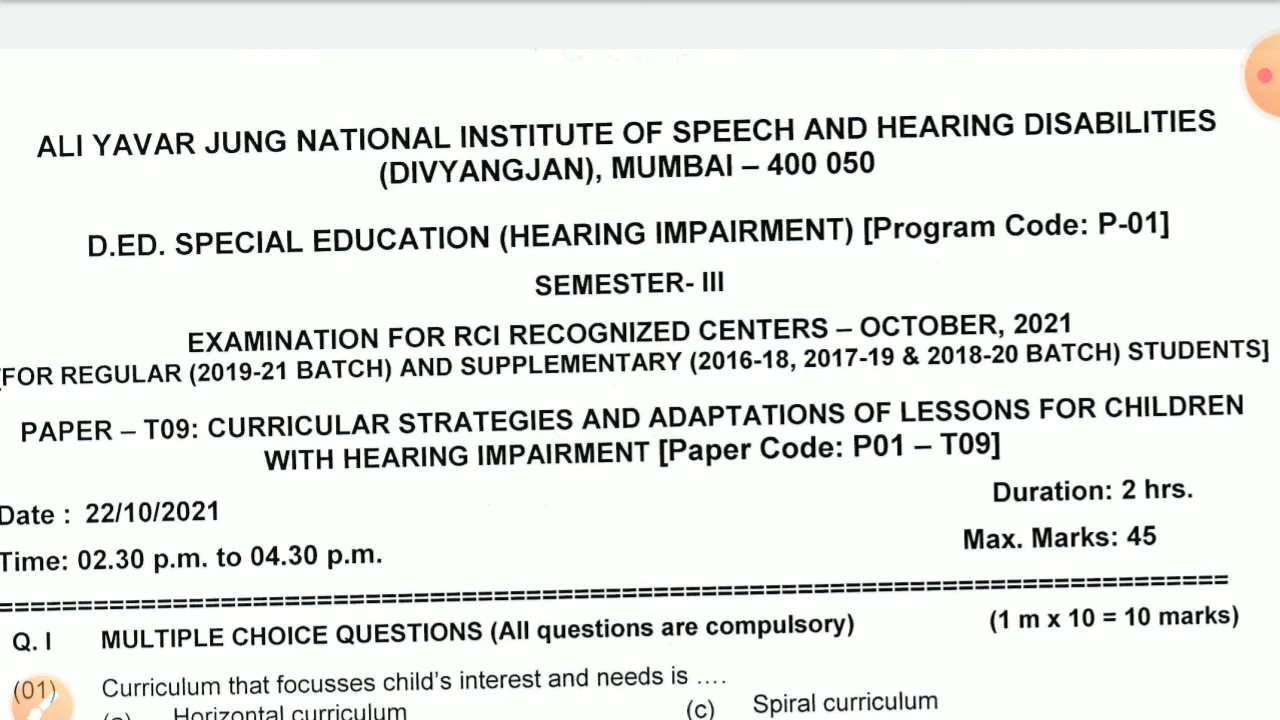 ALI YAVAR JUNG NATIONAL INSTITUTE OF SPEECH AND HEARING DISABILITIES
(DIVYANGJAN), MUMBAI – 400 050
D.ED. SPECIAL EDUCATION (HEARING IMPAIRMENT) [Program Code: P-01]
SEMESTER- III
EXAMINATION FOR RCI RECOGNIZED CENTERS – OCTOBER, 2021
[FOR REGULAR (2019-21 BATCH) AND SUPPLEMENTARY (2016-18, 2017-19 & 2018-20 BATCH) STUDENTS]
PAPER – T09: CURRICULAR STRATEGIES AND ADAPTATIONS OF LESSONS FOR CHILDREN
WITH HEARING IMPAIRMENT [Paper Code: P01 – T09]
Date : 22/10/2021 Duration: 2 hrs.
Time: 02.30 p.m. to 04.30 p.m. Max. Marks: 45
Q. I MULTIPLE CHOICE QUESTIONS (All questions are compulsory) (1 m x 10 = 10 marks)
(01) Curriculum that focusses child's interest and needs is ....
(a) Horizontal curriculum (c) Spiral curriculum